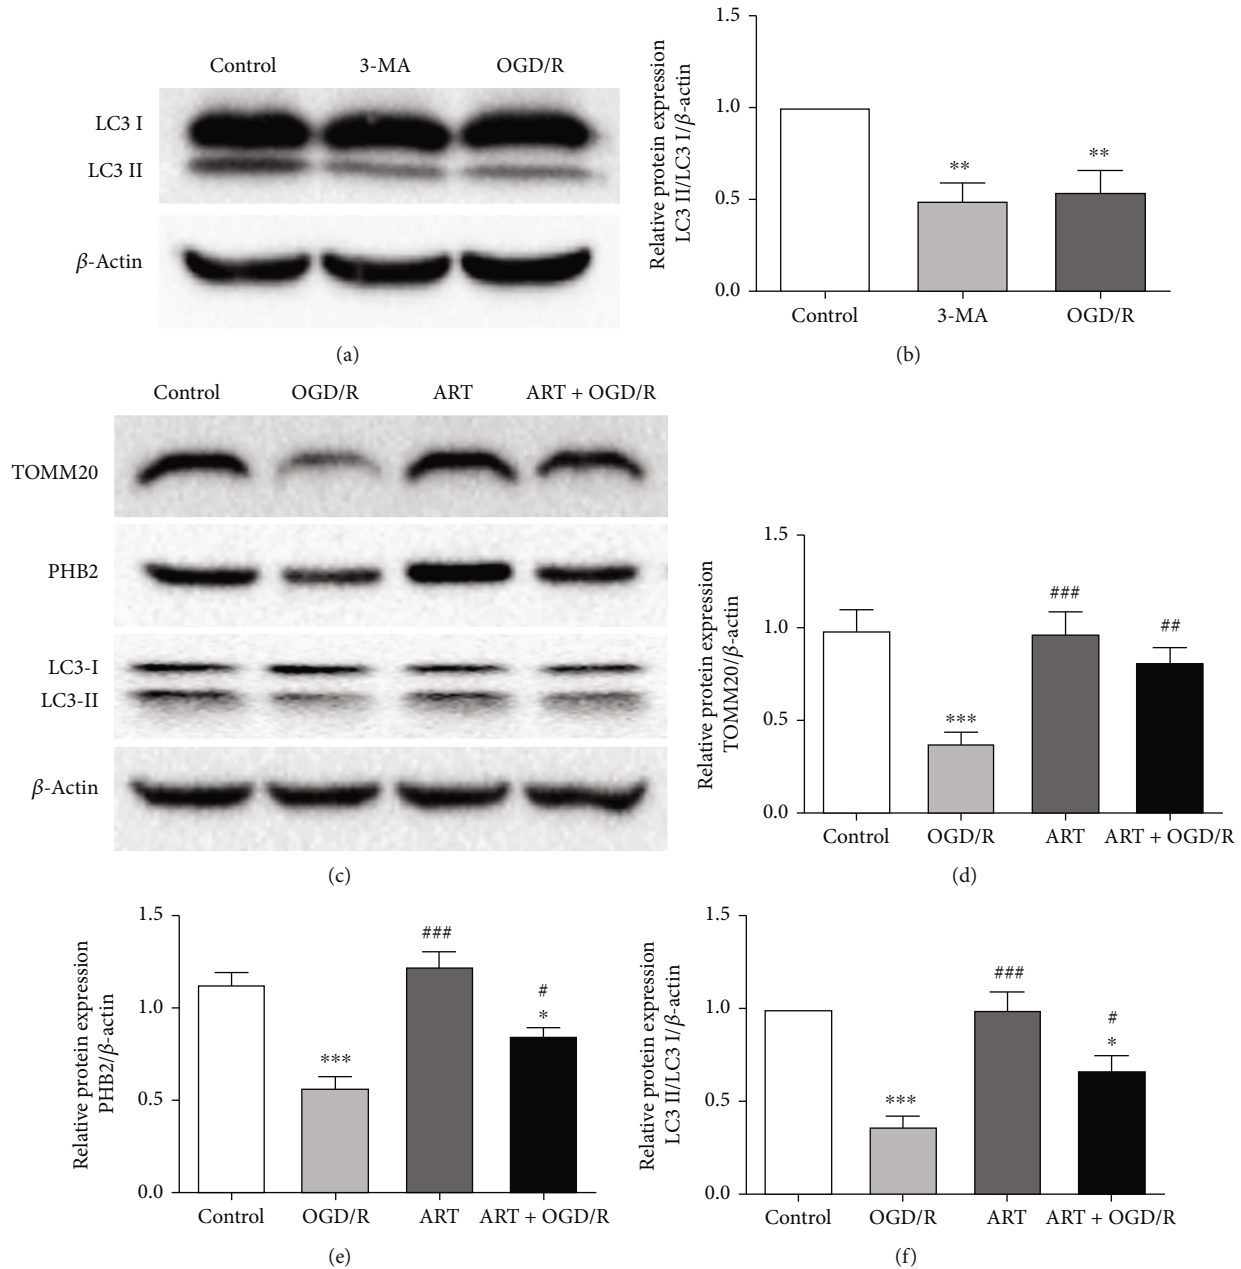 Control 3-MA OGD/R
LC3 I
LC3 II
β-Actin
(a)
Relative protein expression
LC3 II/LC3 I/β-actin
1.5
1.0
0.5
0.0
** **
Control 3-MA OGD/R
(b)
Control OGD/R ART ART + OGD/R
TOMM20
PHB2
LC3-I
LC3-II
β-Actin
(c)
Relative protein expression
TOMM20/β-actin
1.5
1.0
0.5
0.0
***
###
##
Control OGD/R ART ART + OGD/R
(d)
Relative protein expression
PHB2/β-actin
1.5
1.0
0.5
0.0
***
###
#
*
Control OGD/R ART ART + OGD/R
(e)
Relative protein expression
LC3 II/LC3 I/β-actin
1.5
1.0
0.5
0.0
***
###
#
*
Control OGD/R ART ART + OGD/R
(f)